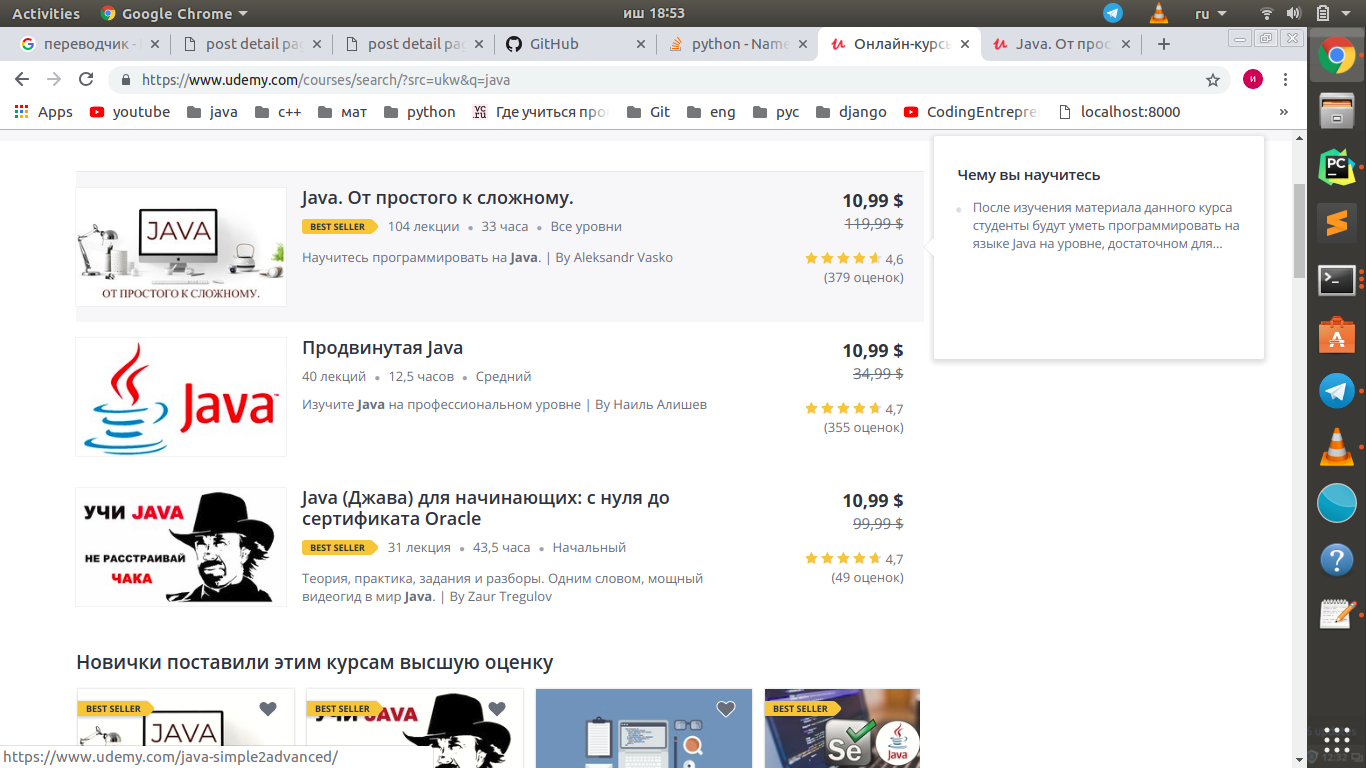 Activities
Google Chrome
иш 18:53
ru
переводчик -
post detail pag
post detail pag
GitHub
python - Name
Онлайн-курсы
Java. От прос
https://www.udemy.com/courses/search/?src=ukw&q=java
и
Apps
youtube
java
c++
мат
python
Где учиться про
Git
eng
рус
django
CodingEntrepre
localhost:8000
»
JAVA
ОТ ПРОСТОГО К СЛОЖНОМУ.
Java. От простого к сложному.
BEST SELLER
104 лекции
33 часа
Все уровни
Научитесь программировать на Java. | By Aleksandr Vasko
10,99 $
119,99 $
4,6
(379 оценок)
Чему вы научитесь
После изучения материала данного курса
студенты будут уметь программировать на
языке Java на уровне, достаточном для...
Java
Продвинутая Java
40 лекций
12,5 часов
Средний
Изучите Java на профессиональном уровне | By Наиль Алишев
10,99 $
34,99 $
4,7
(355 оценок)
УЧИ JAVA
НЕ РАССТРАИВАЙ
ЧАКА
Java (Джава) для начинающих: с нуля до
сертификата Oracle
BEST SELLER
31 лекция
43,5 часа
Начальный
Теория, практика, задания и разборы. Одним словом, мощный
видеогид в мир Java. | By Zaur Tregulov
10,99 $
99,99 $
4,7
(49 оценок)
Новички поставили этим курсам высшую оценку
BEST SELLER
JAVA
BEST SELLER
УЧИ JAVA
BEST SELLER
Se
Java
https://www.udemy.com/java-simple2advanced/
PC